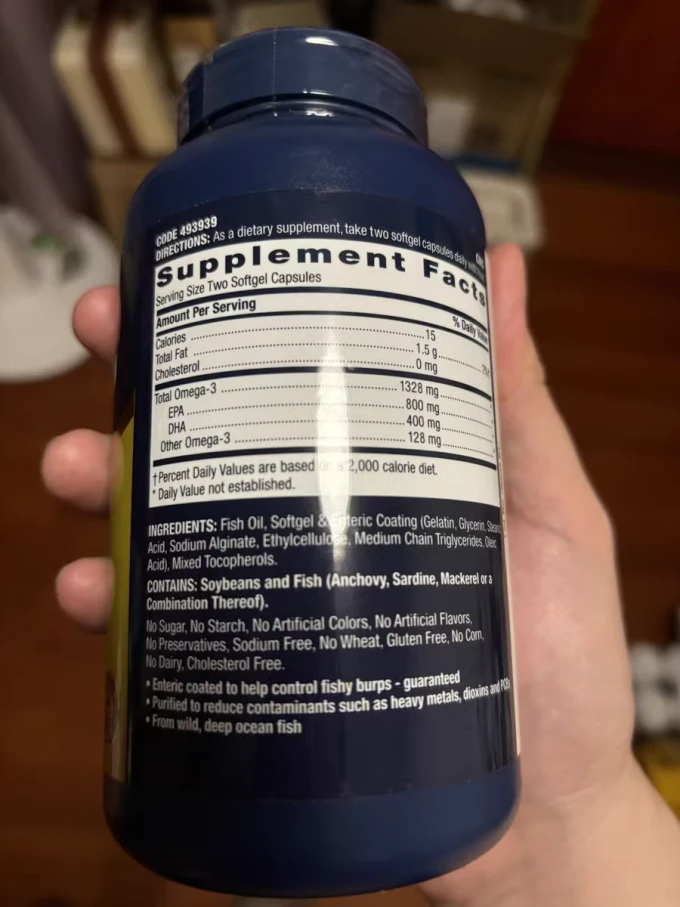 CODE 493939
DIRECTIONS: As a dietary supplement, take two softgel capsules daily
Supplement Facts
Serving Size Two Softgel Capsules
Amount Per Serving % Daily
Calories 15
Total Fat 1.5 g
Cholesterol 0 mg
Total Omega-3 1328 mg
EPA 800 mg
DHA 400 mg
Other Omega-3 128 mg
† Percent Daily Values are based a 2,000 calorie diet.
* Daily Value not established.
INGREDIENTS: Fish Oil, Softgel & Enteric Coating (Gelatin, Glycerin,
Acid, Sodium Alginate, Ethylcellulose, Medium Chain Triglycerides, Oleic
Acid), Mixed Tocopherols.
CONTAINS: Soybeans and Fish (Anchovy, Sardine, Mackerel or a
Combination Thereof).
No Sugar, No Starch, No Artificial Colors, No Artificial Flavors,
No Preservatives, Sodium Free, No Wheat, Gluten Free, No Corn,
No Dairy, Cholesterol Free.
• Enteric coated to help control fishy burps - guaranteed
• Purified to reduce contaminants such as heavy metals, dioxins and PCBs
• From wild, deep ocean fish